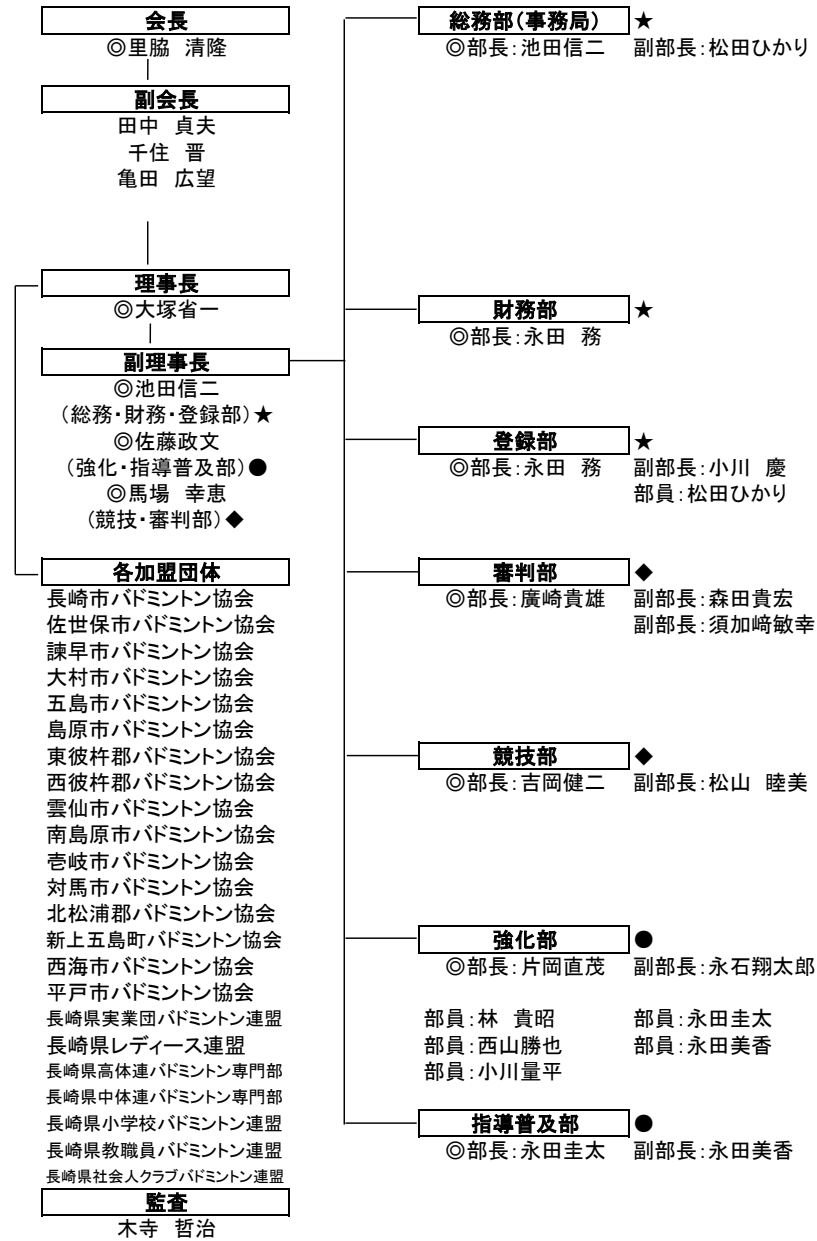 会長
◎里脇 清隆
副会長
田中 貞夫
千住 晋
亀田 広望
理事長
◎大塚省一
副理事長
◎池田信二
（総務・財務・登録部）★
◎佐藤政文
（強化・指導普及部）●
◎馬場 幸恵
（競技・審判部）◆
各加盟団体
長崎市バドミントン協会
佐世保市バドミントン協会
諫早市バドミントン協会
大村市バドミントン協会
五島市バドミントン協会
島原市バドミントン協会
東彼杵郡バドミントン協会
西彼杵郡バドミントン協会
雲仙市バドミントン協会
南島原市バドミントン協会
壱岐市バドミントン協会
対馬市バドミントン協会
北松浦郡バドミントン協会
新上五島町バドミントン協会
西海市バドミントン協会
平戸市バドミントン協会
長崎県実業団バドミントン連盟
長崎県レディース連盟
長崎県高体連バドミントン専門部
長崎県中体連バドミントン専門部
長崎県小学校バドミントン連盟
長崎県教職員バドミントン連盟
長崎県社会人クラブバドミントン連盟
監査
木寺 哲治
総務部（事務局） ★
◎部長：池田信二 副部長：松田ひかり
財務部 ★
◎部長：永田 務
登録部 ★
◎部長：永田 務 副部長：小川 慶
部員：松田ひかり
審判部 ◆
◎部長：廣崎貴雄 副部長：森田貴宏
副部長：須加﨑敏幸
競技部 ◆
◎部長：吉岡健二 副部長：松山 睦美
強化部 ●
◎部長：片岡直茂 副部長：永石翔太郎
部員：林 貴昭 部員：永田圭太
部員：西山勝也 部員：永田美香
部員：小川量平
指導普及部 ●
◎部長：永田圭太 副部長：永田美香